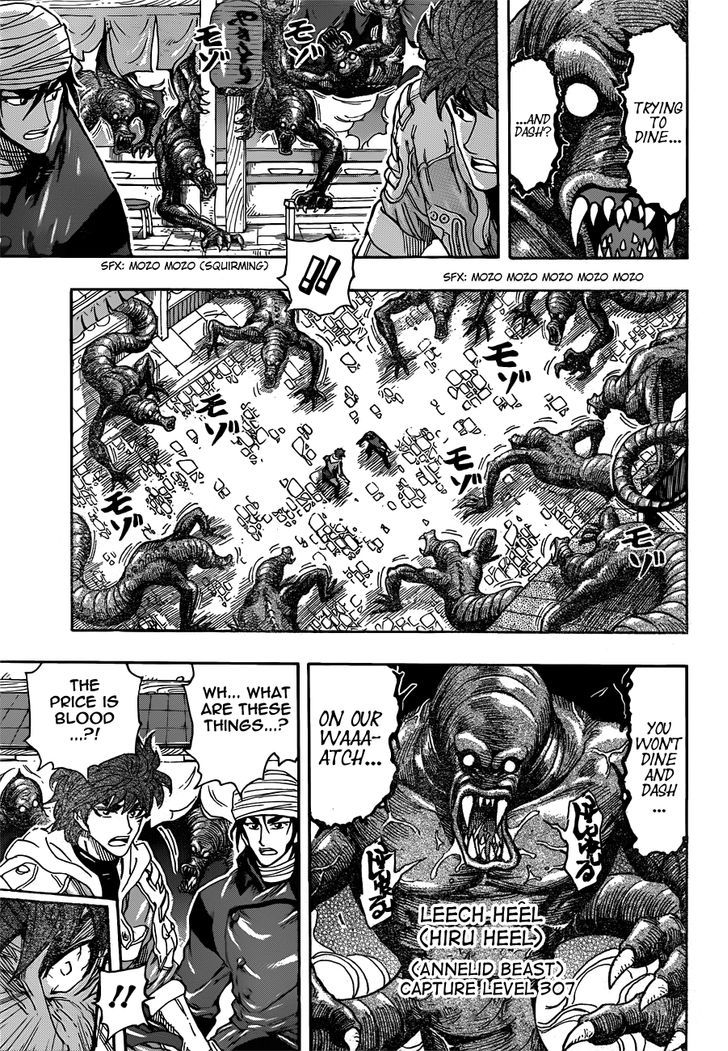 TRYING
TO
DINE...
...AND
DASH?
SFX: MOZO MOZO MOZO MOZO MOZO
モゾ
モゾ
やきとり
SFX: MOZO MOZO (SQUIRMING)
!!
モゾ
モゾ
モゾ
モゾ
モゾ
YOU
WON'T
DINE AND
DASH
...
ON OUR
WAAA-
ATCH...
LEECH HEEL
(HIRU HEEL)
(ANNELID BEAST)
CAPTURE LEVEL 307
WH... WHAT
ARE THESE
THINGS...?
THE
PRICE IS
BLOOD
...?!
!!